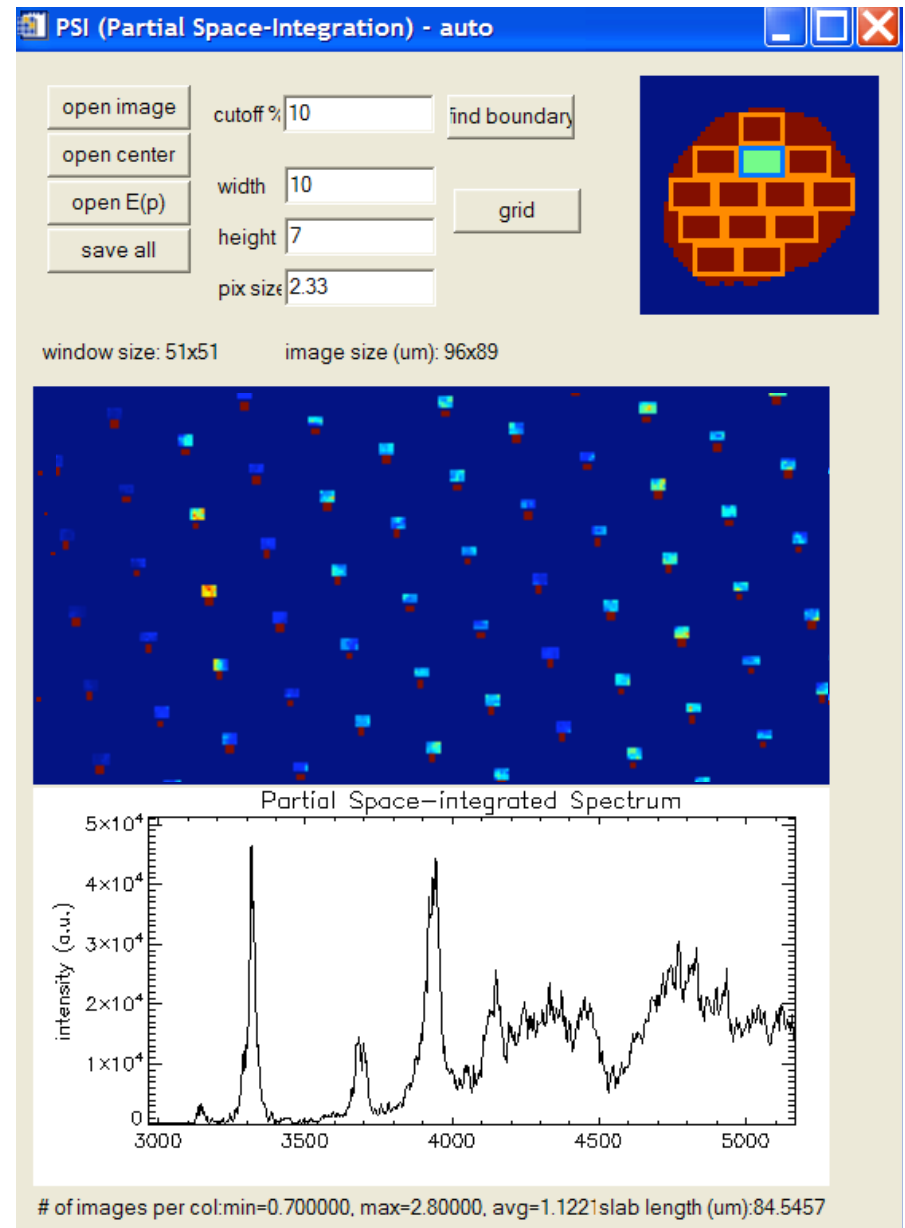 PSI (Partial Space-Integration) - auto
open image
cutoff % 10
find boundary
open center
open E(p)
width 10
grid
save all
height 7
pix size 2.33
window size: 51x51 image size (um): 96x89
Partial Space-integrated Spectrum
5×10⁴
4×10⁴
3×10⁴
2×10⁴
1×10⁴
0
intensity (a.u.)
3000 3500 4000 4500 5000
# of images per col:min=0.700000, max=2.80000, avg=1.1221slab length (um):84.5457